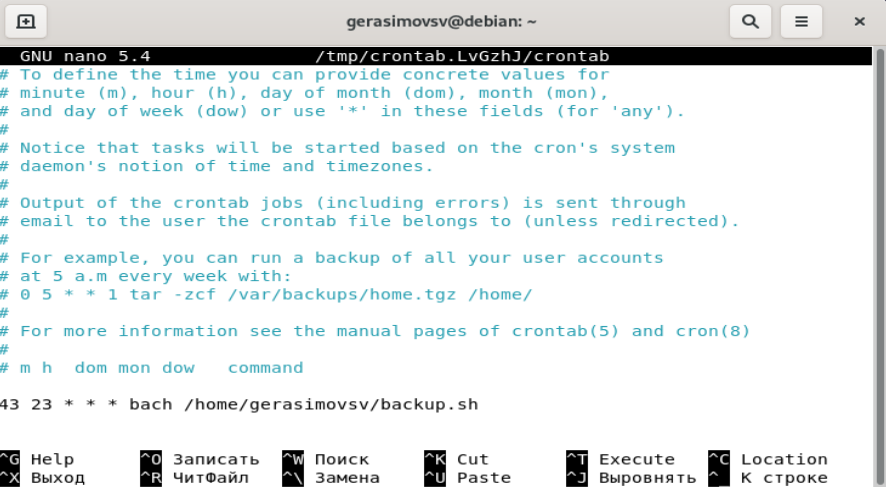 gerasimovsv@debian: ~
GNU nano 5.4 /tmp/crontab.LvGzhJ/crontab
# To define the time you can provide concrete values for
# minute (m), hour (h), day of month (dom), month (mon),
# and day of week (dow) or use '*' in these fields (for 'any').
#
# Notice that tasks will be started based on the cron's system
# daemon's notion of time and timezones.
#
# Output of the crontab jobs (including errors) is sent through
# email to the user the crontab file belongs to (unless redirected).
#
# For example, you can run a backup of all your user accounts
# at 5 a.m every week with:
# 0 5 * * 1 tar -zcf /var/backups/home.tgz /home/
#
# For more information see the manual pages of crontab(5) and cron(8)
#
# m h  dom mon dow   command
43 23 * * * bach /home/gerasimovsv/backup.sh
^G Help ^O Записать ^W Поиск ^K Cut ^T Execute ^C Location
^X Выход ^R ЧитФайл ^\ Замена ^U Paste ^J Выровнять ^_ К строке